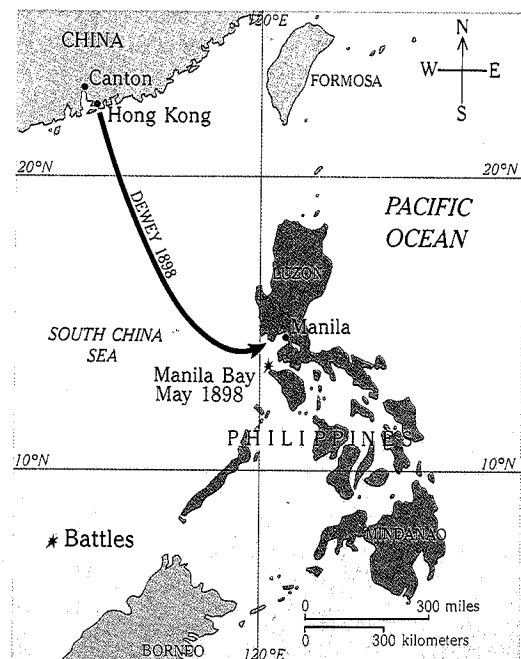 120°E
CHINA
Canton
Hong Kong
FORMOSA
N
W E
S
20°N 20°N
DEWEY 1898
PACIFIC
OCEAN
LUZON
Manila
SOUTH CHINA
SEA
Manila Bay
May 1898
PHILIPPINES
10°N 10°N
Battles
MINDANAO
0 300 miles
0 300 kilometers
BORNEO
120°E